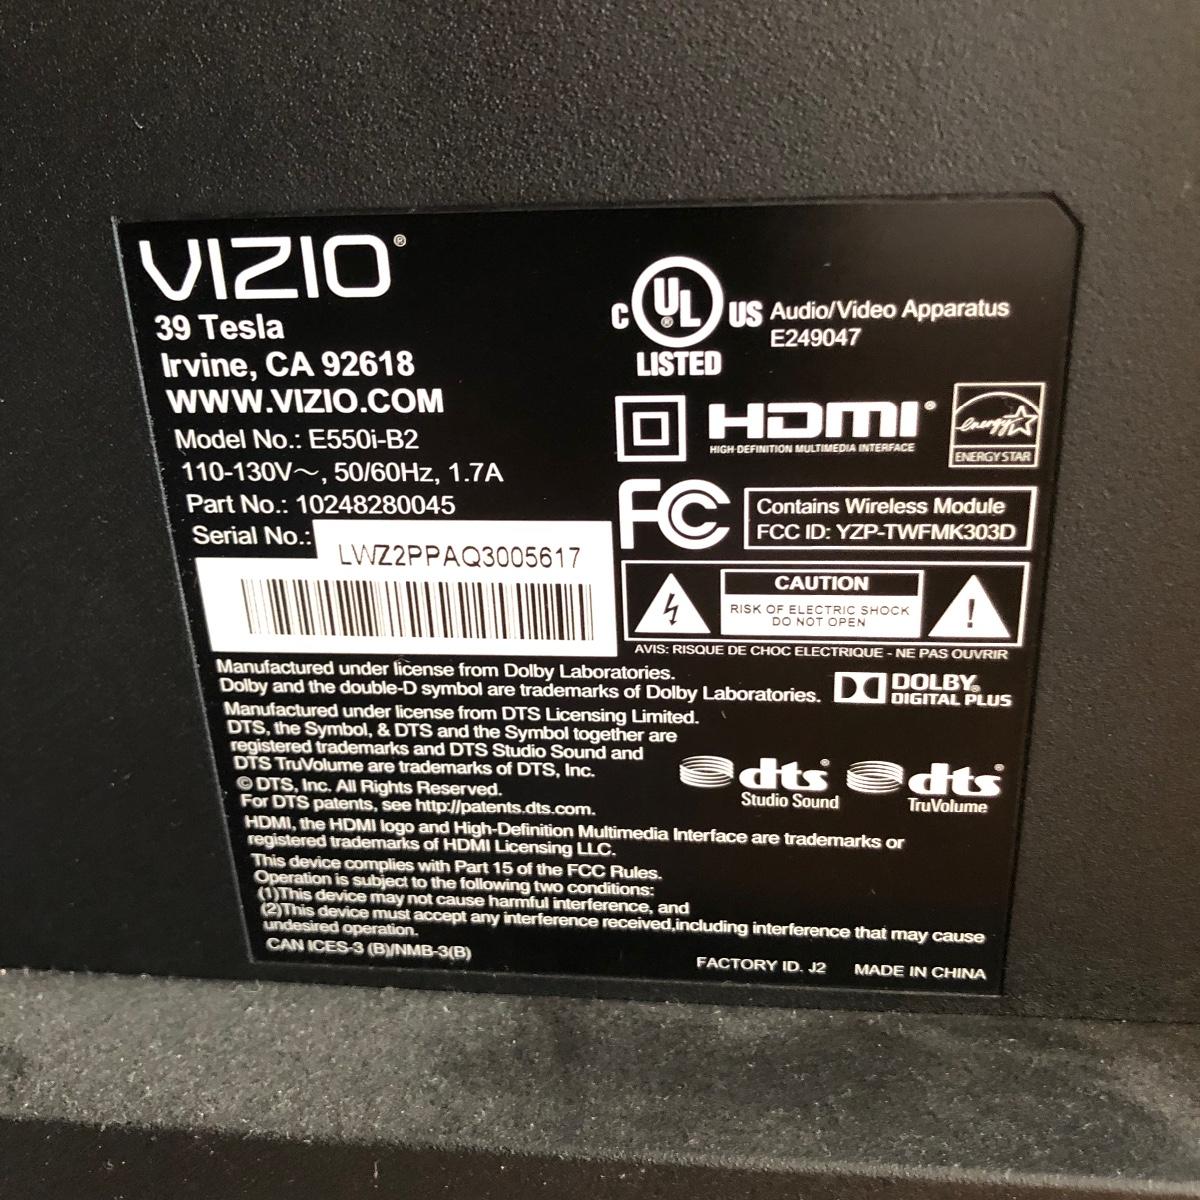 VIZIO®
39 Tesla
Irvine, CA 92618
WWW.VIZIO.COM
Model No.: E550i-B2
110-130V~, 50/60Hz, 1.7A
Part No.: 10248280045
Serial No.:
LWZ2PPAQ3005617
C UL® US
LISTED
Audio/Video Apparatus
E249047
HDMI®
HIGH-DEFINITION MULTIMEDIA INTERFACE
energy
ENERGY STAR
FC
Contains Wireless Module
FCC ID: YZP-TWFMK303D
CAUTION
RISK OF ELECTRIC SHOCK
DO NOT OPEN
!
AVIS: RISQUE DE CHOC ELECTRIQUE - NE PAS OUVRIR
Manufactured under license from Dolby Laboratories.
Dolby and the double-D symbol are trademarks of Dolby Laboratories.
DOLBY®
DIGITAL PLUS
Manufactured under license from DTS Licensing Limited.
DTS, the Symbol, & DTS and the Symbol together are
registered trademarks and DTS Studio Sound and
DTS TruVolume are trademarks of DTS, Inc.
© DTS, Inc. All Rights Reserved.
For DTS patents, see http://patents.dts.com.
dts®
Studio Sound
dts®
TruVolume
HDMI, the HDMI logo and High-Definition Multimedia Interface are trademarks or
registered trademarks of HDMI Licensing LLC.
This device complies with Part 15 of the FCC Rules.
Operation is subject to the following two conditions:
(1)This device may not cause harmful interference, and
(2)This device must accept any interference received,including interference that may cause
undesired operation.
CAN ICES-3 (B)/NMB-3(B)
FACTORY ID. J2 MADE IN CHINA